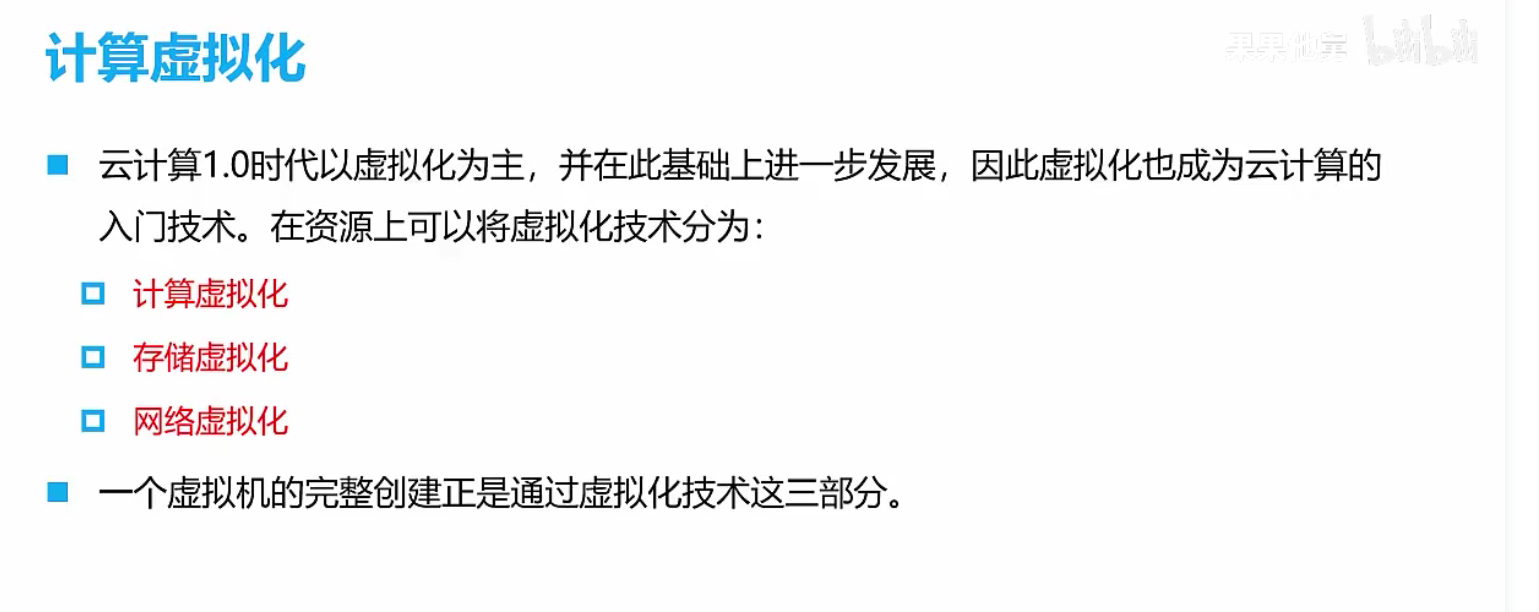 计算虚拟化
bilibili
云计算1.0时代以虚拟化为主，并在此基础上进一步发展，因此虚拟化也成为云计算的
入门技术。在资源上可以将虚拟化技术分为：
计算虚拟化
存储虚拟化
网络虚拟化
一个虚拟机的完整创建正是通过虚拟化技术这三部分。